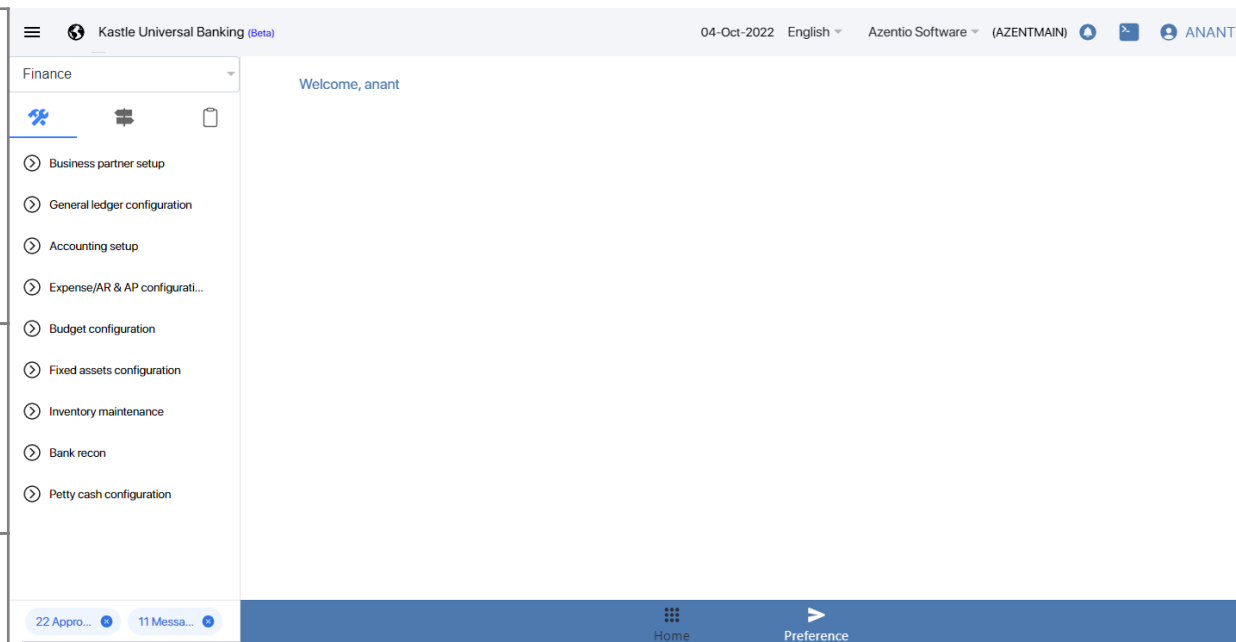 Kastle Universal Banking (Beta)
04-Oct-2022 English Azentio Software (AZENTMAIN) ANANT
Finance
Welcome, anant
Business partner setup
General ledger configuration
Accounting setup
Expense/AR & AP configurati...
Budget configuration
Fixed assets configuration
Inventory maintenance
Bank recon
Petty cash configuration
22 Appro... 11 Messa...
Home Preference